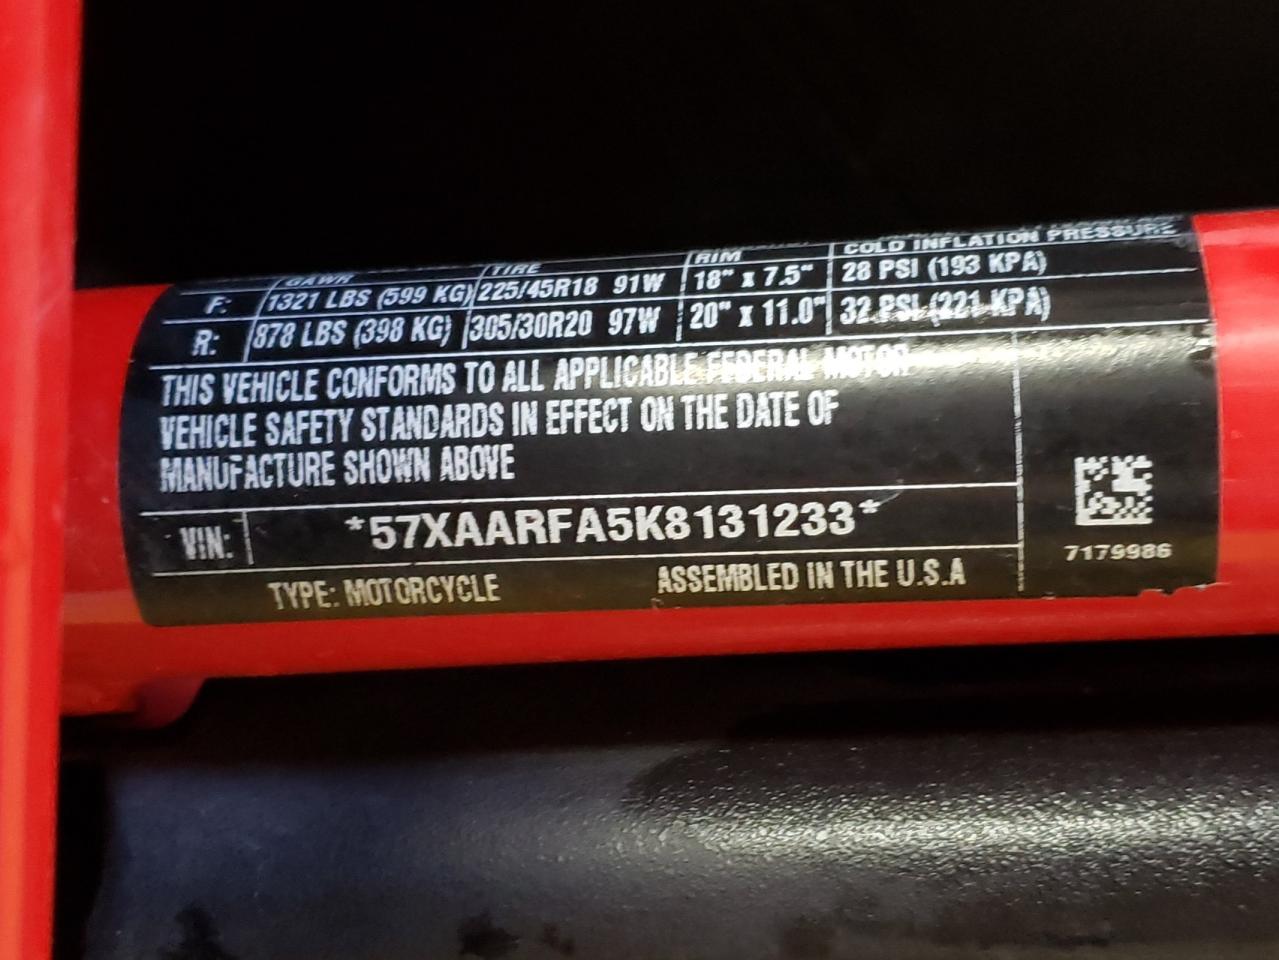 GAWR TIRE RIM COLD INFLATION PRESSURE
F: 1321 LBS (599 KG) 225/45R18 91W 18" x 7.5" 28 PSI (193 KPA)
R: 878 LBS (398 KG) 305/30R20 97W 20" x 11.0" 32 PSI (221 KPA)
THIS VEHICLE CONFORMS TO ALL APPLICABLE FEDERAL MOTOR
VEHICLE SAFETY STANDARDS IN EFFECT ON THE DATE OF
MANUFACTURE SHOWN ABOVE
VIN: *57XAARFA5K8131233*
7179986
TYPE: MOTORCYCLE ASSEMBLED IN THE U.S.A